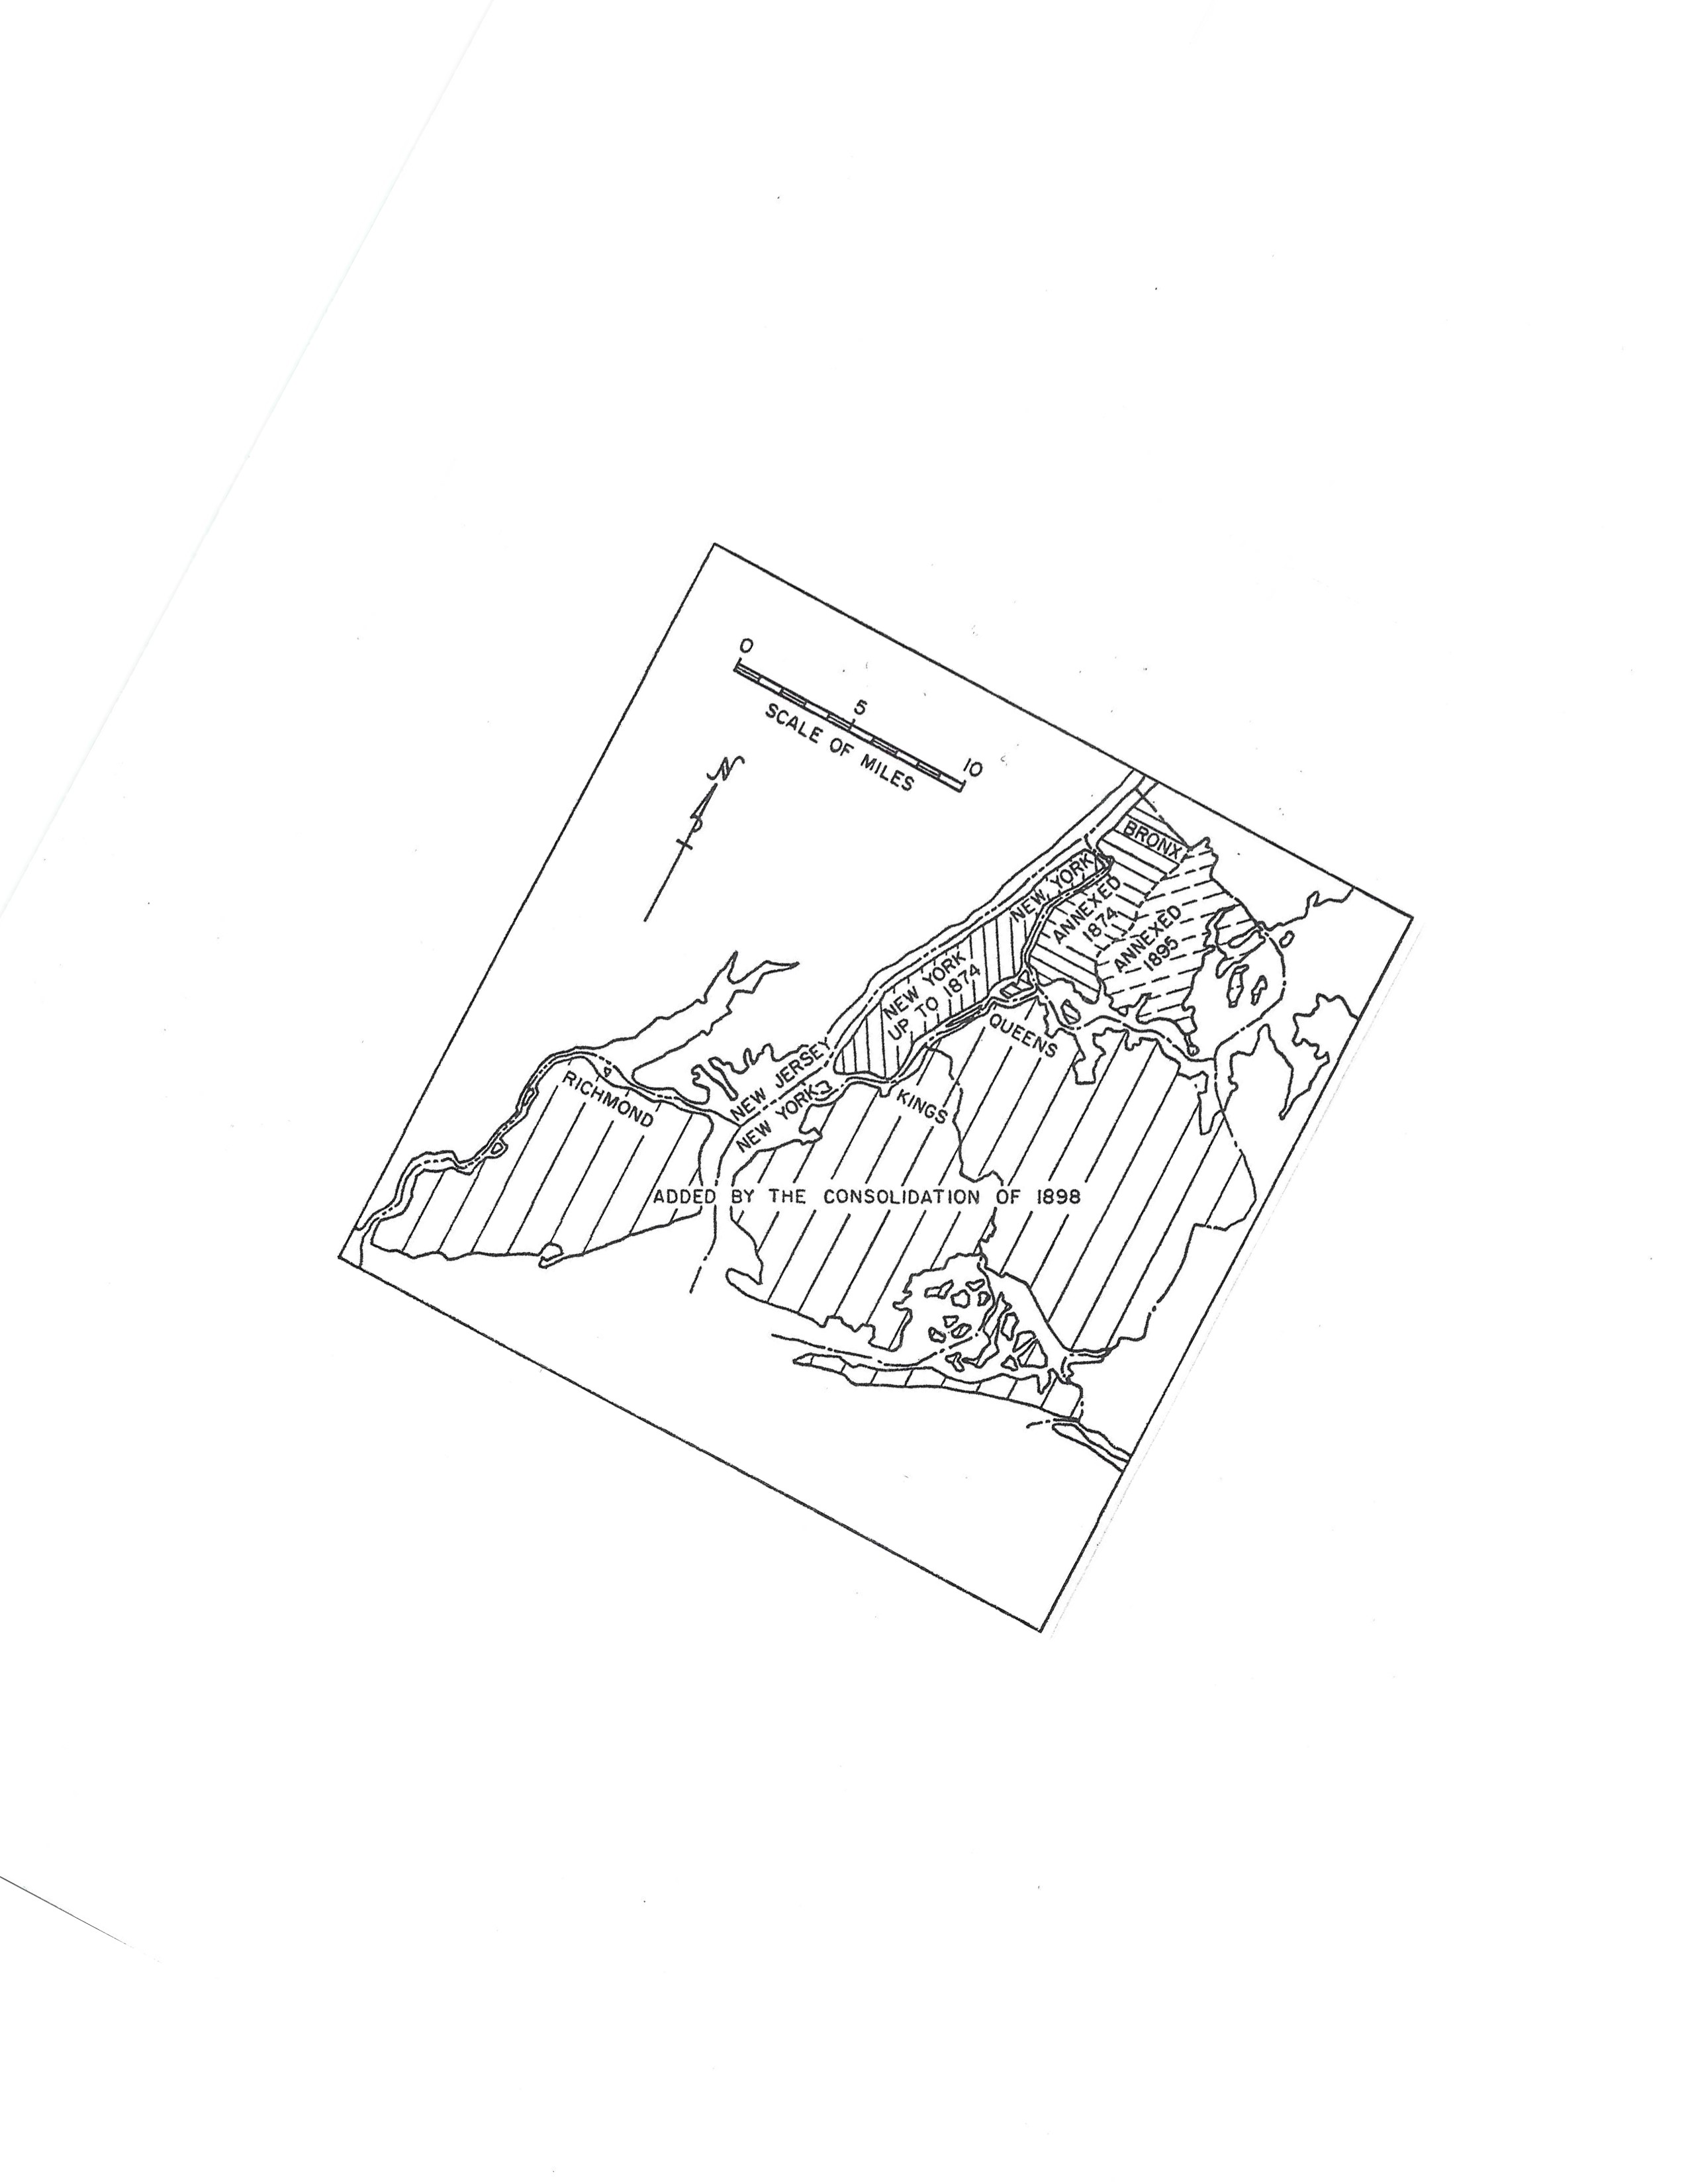 0
5
10
SCALE OF MILES
N
BRONX
NEW YORK
ANNEXED
1874
ANNEXED
1895
NEW YORK
UP TO 1874
QUEENS
NEW JERSEY
NEW YORK
RICHMOND
KINGS
ADDED BY THE CONSOLIDATION OF 1898